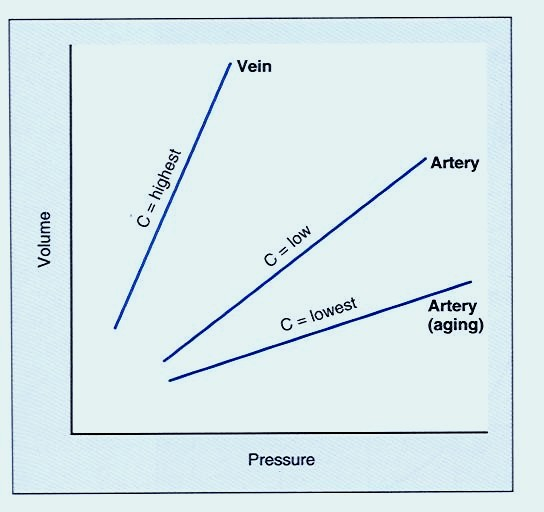 Vein
C = highest
Artery
C = low
C = lowest
Artery
(aging)
Volume
Pressure